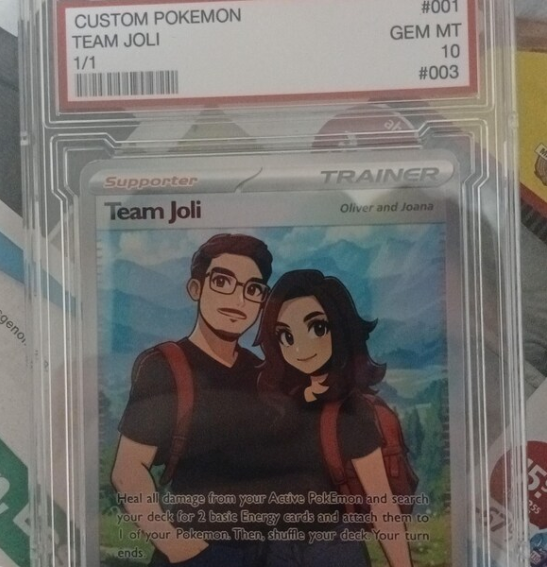 CUSTOM POKEMON
#001
TEAM JOLI
GEM MT
1/1
10
#003
Supporter
TRAINER
Team Joli
Oliver and Joana
Heal all damage from your Active PokEmon and search
your deck for 2 basic Energy cards and attach them to
1 of your Pokemon. Then, shuffle your deck Your turn
ends